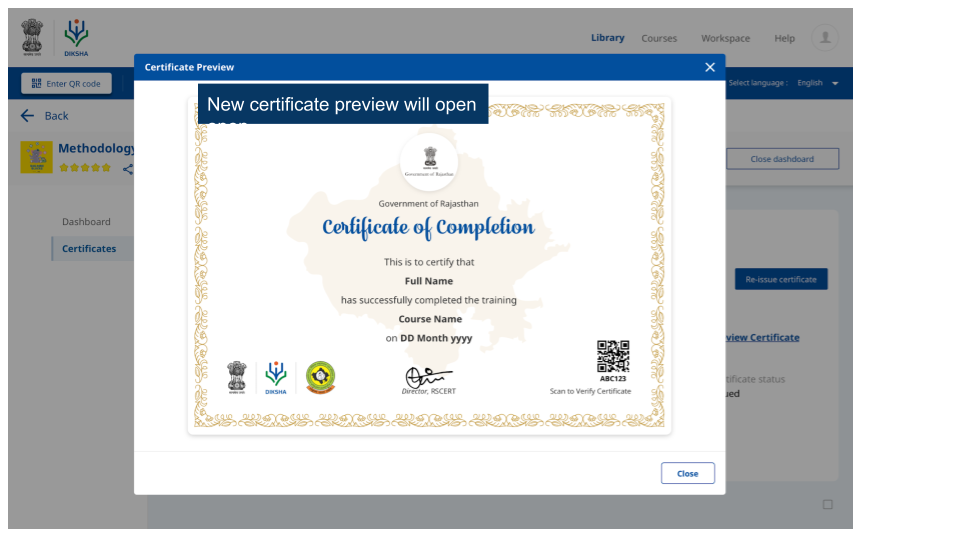 DIKSHA
Library Courses Workspace Help
Certificate Preview
Enter QR code
Select language : English
Back
New certificate preview will open
Methodology
Close dashdoard
Government of Rajasthan
Government of Rajasthan
Certificate of Completion
Dashboard
Certificates
This is to certify that
Full Name
has successfully completed the training
Course Name
on DD Month yyyy
Re-issue certificate
view Certificate
DIKSHA
Director, RSCERT
ABC123
Scan to Verify Certificate
tificate status
ued
Close